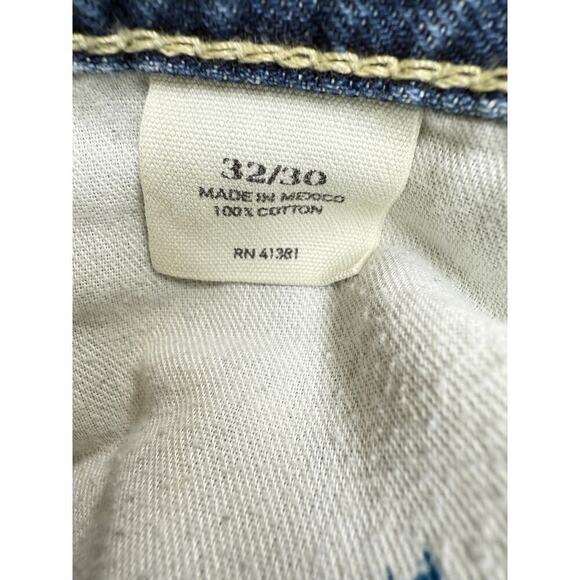 32/30
MADE IN MEXICO
100% COTTON
RN 41381